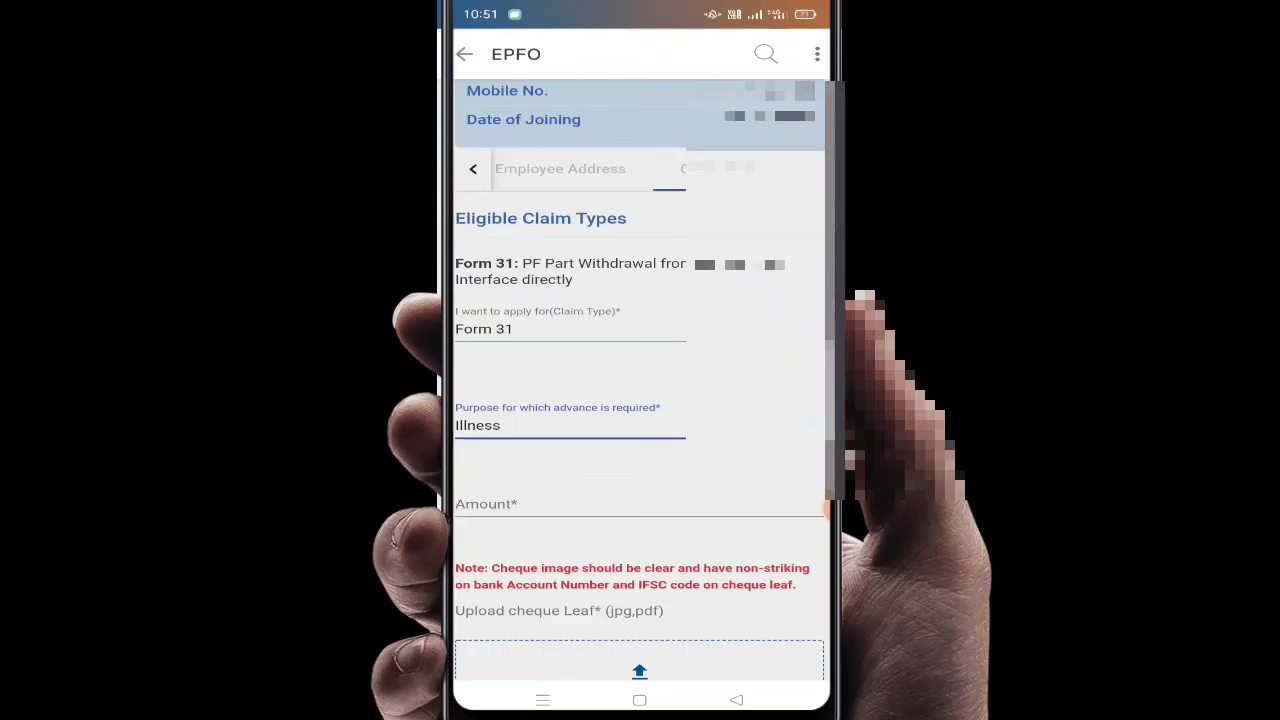 10:51
EPFO
Mobile No.
Date of Joining
Employee Address
Eligible Claim Types
Form 31: PF Part Withdrawal
Interface directly
I want to apply for(Claim Type)*
Form 31
Purpose for which advance is required*
Illness
Amount*
Note: Cheque image should be clear and have non-striking
on bank Account Number and IFSC code on cheque leaf.
Upload cheque Leaf* (jpg,pdf)